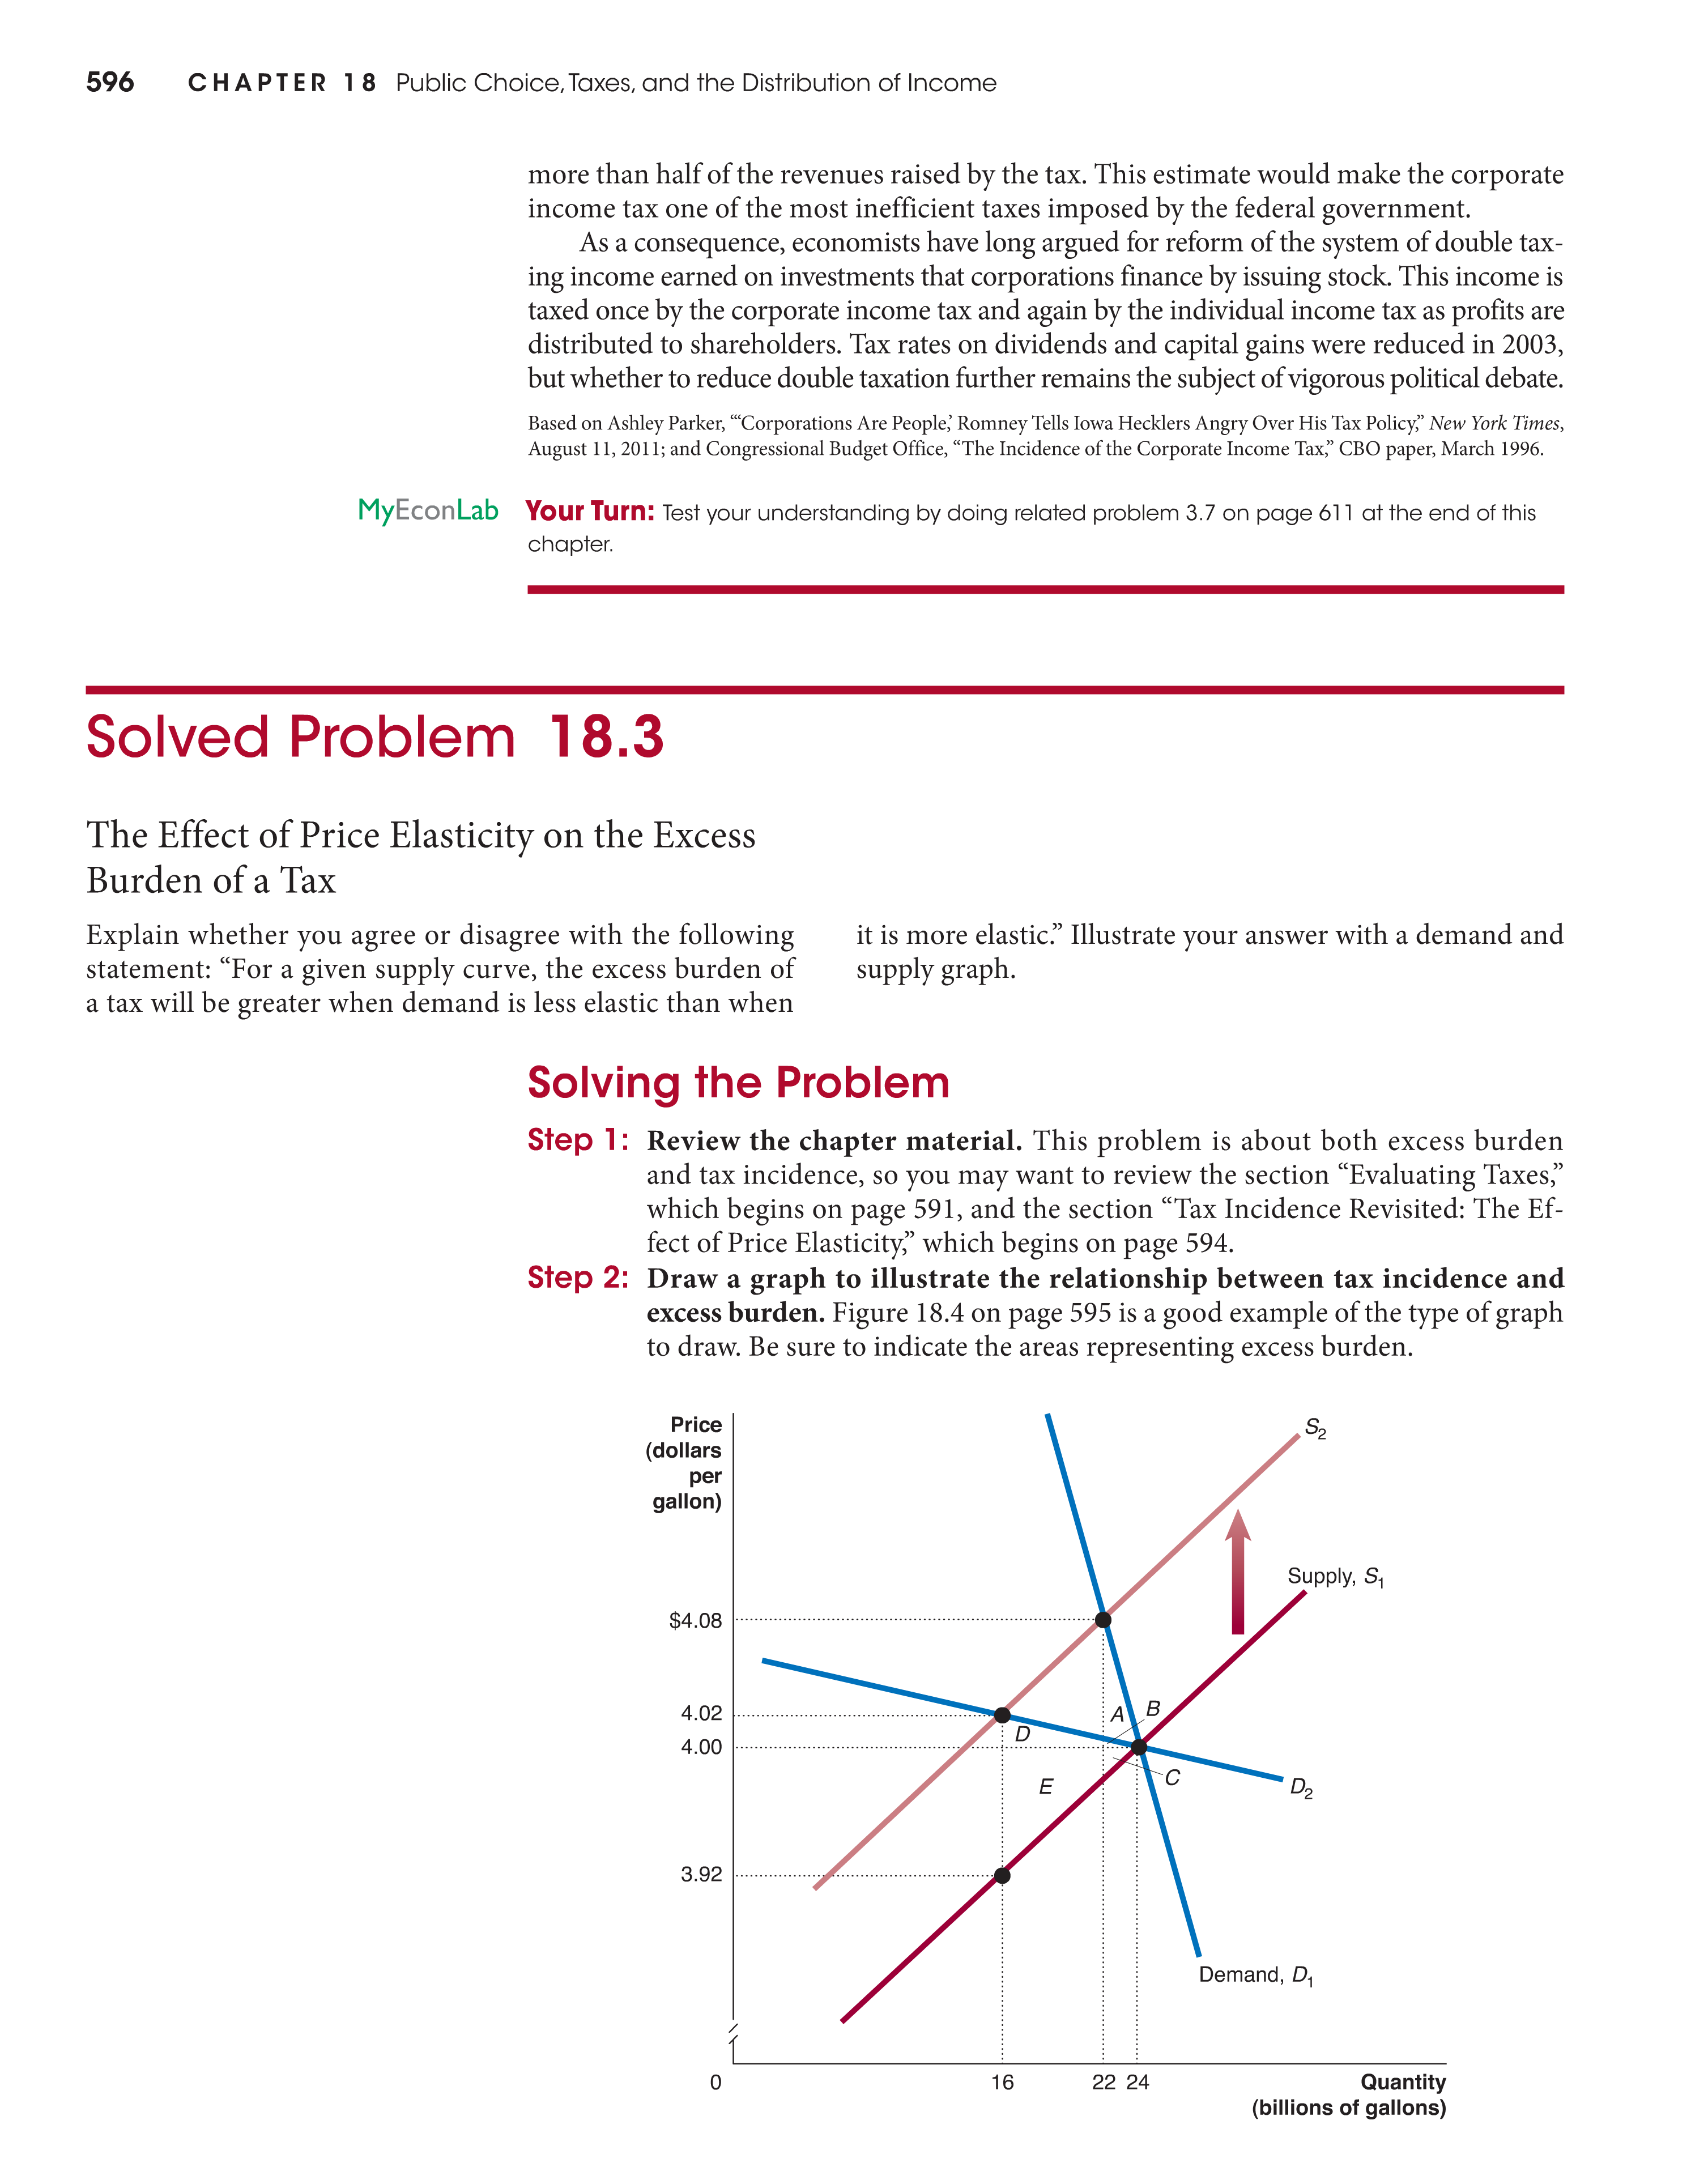 596 CHAPTER 18 Public Choice, Taxes, and the Distribution of Income
more than half of the revenues raised by the tax. This estimate would make the corporate
income tax one of the most inefficient taxes imposed by the federal government.
As a consequence, economists have long argued for reform of the system of double tax-
ing income earned on investments that corporations finance by issuing stock. This income is
taxed once by the corporate income tax and again by the individual income tax as profits are
distributed to shareholders. Tax rates on dividends and capital gains were reduced in 2003,
but whether to reduce double taxation further remains the subject of vigorous political debate.
Based on Ashley Parker, “‘Corporations Are People,’ Romney Tells Iowa Hecklers Angry Over His Tax Policy,” New York Times,
August 11, 2011; and Congressional Budget Office, “The Incidence of the Corporate Income Tax,” CBO paper, March 1996.
MyEconLab Your Turn: Test your understanding by doing related problem 3.7 on page 611 at the end of this
chapter.
Solved Problem 18.3
The Effect of Price Elasticity on the Excess
Burden of a Tax
Explain whether you agree or disagree with the following
statement: “For a given supply curve, the excess burden of
a tax will be greater when demand is less elastic than when
it is more elastic.” Illustrate your answer with a demand and
supply graph.
Solving the Problem
Step 1: Review the chapter material. This problem is about both excess burden
and tax incidence, so you may want to review the section “Evaluating Taxes,”
which begins on page 591, and the section “Tax Incidence Revisited: The Ef-
fect of Price Elasticity,” which begins on page 594.
Step 2: Draw a graph to illustrate the relationship between tax incidence and
excess burden. Figure 18.4 on page 595 is a good example of the type of graph
to draw. Be sure to indicate the areas representing excess burden.
Price
(dollars
per
gallon)
S2
Supply, S1
$4.08
4.02
A
B
D
4.00
C
E
D2
3.92
Demand, D1
0
16
22
24
Quantity
(billions of gallons)